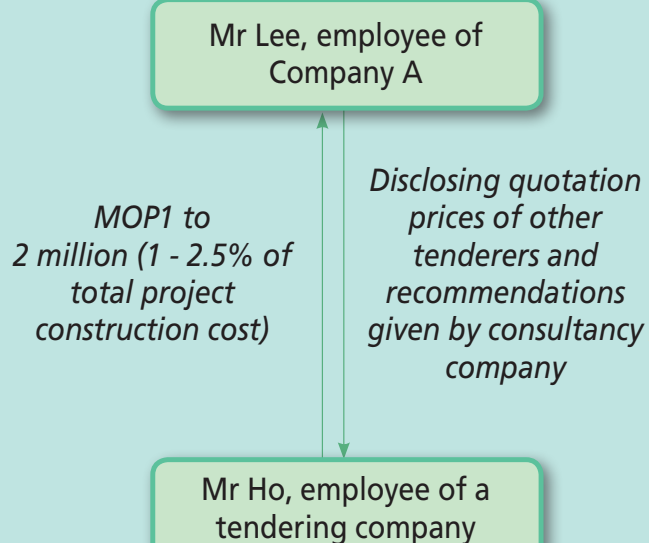 Mr Lee, employee of
Company A
MOP1 to
2 million (1 - 2.5% of
total project
construction cost)
Disclosing quotation
prices of other
tenderers and
recommendations
given by consultancy
company
Mr Ho, employee of a
tendering company